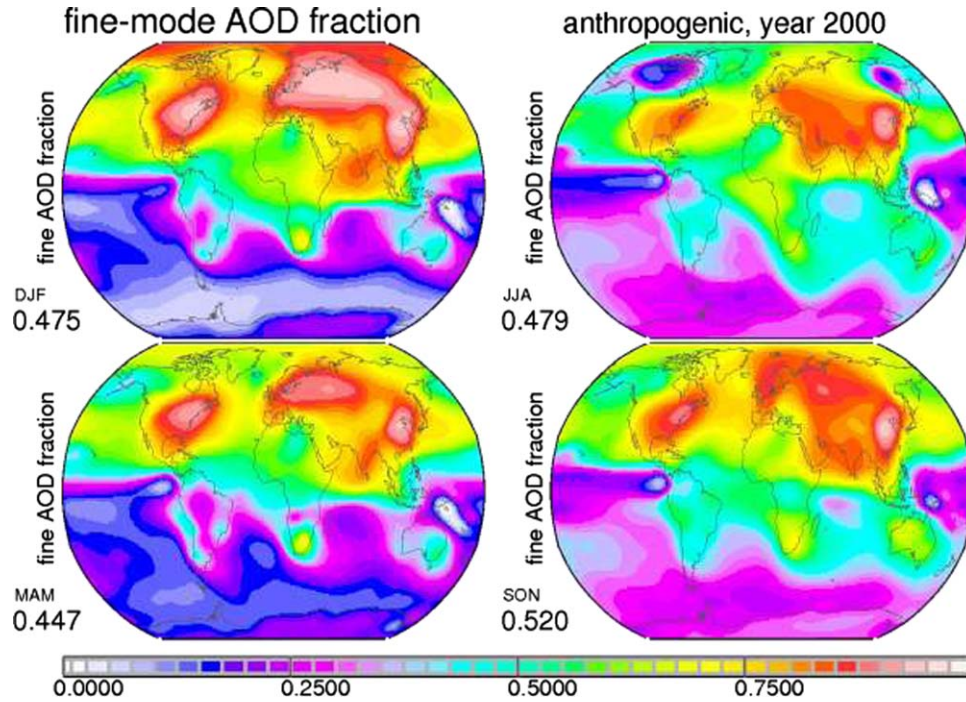 fine-mode AOD fraction
anthropogenic, year 2000
fine AOD fraction
DJF
0.475
fine AOD fraction
JJA
0.479
fine AOD fraction
MAM
0.447
fine AOD fraction
SON
0.520
0.0000 0.2500 0.5000 0.7500